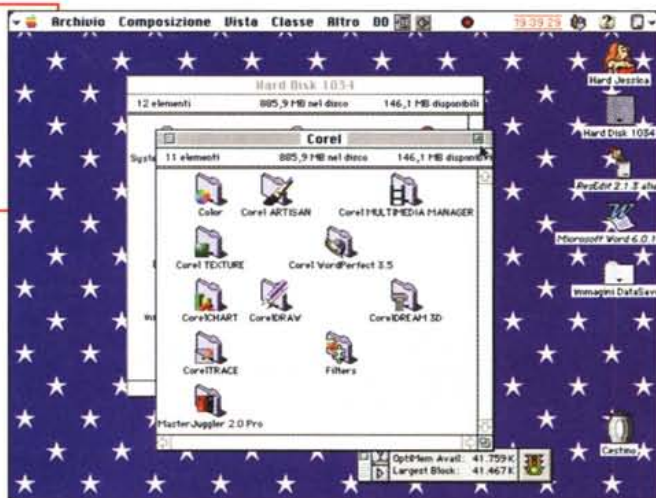 Archivio Composizione Vista Classe Altro
19:09:29
Hard Jessica
Hard Disk 1034
ResEdit 2.1.3 alias
Microsoft Word 6.0.1
Immagini DataSave
Cestino
Hard Disk 1034
12 elementi 885,9 MB nel disco 146,1 MB disponibili
Corel
11 elementi 885,9 MB nel disco 146,1 MB disponibili
Color Corel ARTISAN Corel MULTIMEDIA MANAGER
Corel TEXTURE Corel WordPerfect 3.5
CorelCHART CorelDRAW CorelDREAM 3D
CorelTRACE Filters
MasterJuggler 2.0 Pro
OptiMem Avail: 41.759K
Largest Block: 41.467K